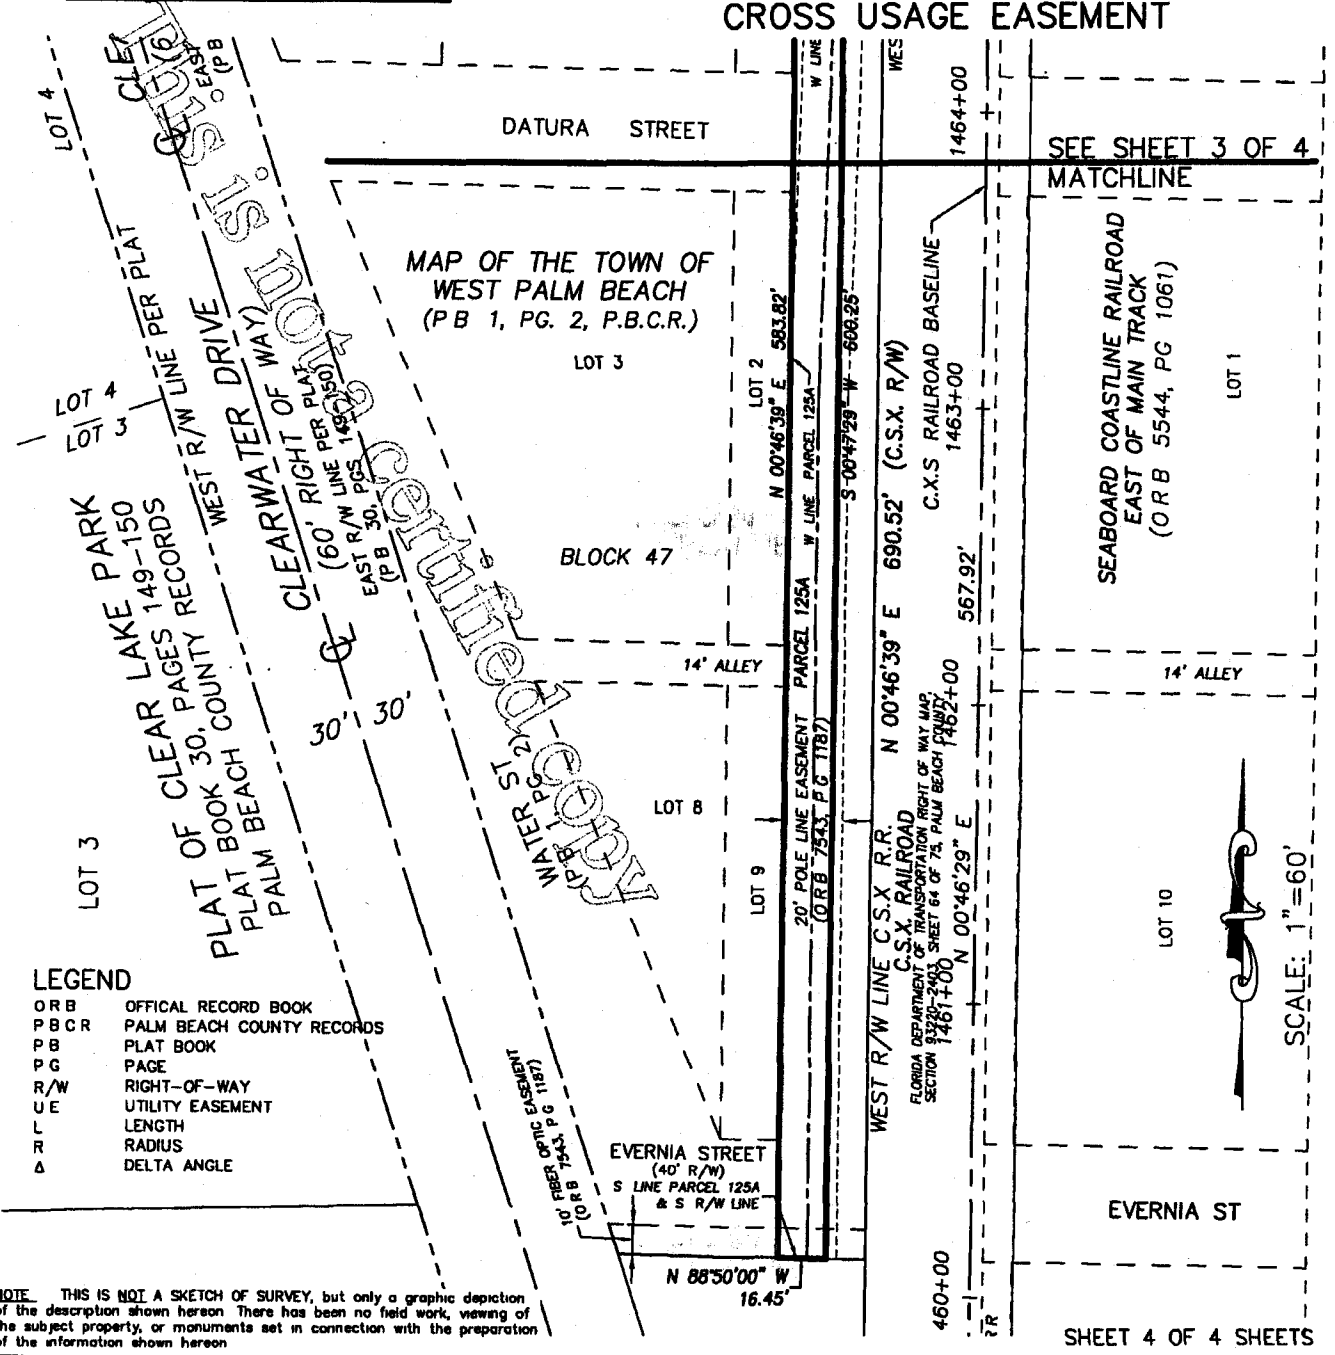 CROSS USAGE EASEMENT
LOT 4
CLE
(6
EAST
(P B
W LINE
WES
DATURA STREET
1464+00
SEE SHEET 3 OF 4
MATCHLINE
This is not a certified copy
MAP OF THE TOWN OF
WEST PALM BEACH
(P B 1, PG. 2, P.B.C.R.)
LOT 3
LOT 2
N 00°46'39" E 583.82'
W LINE PARCEL 125A
S 00°47'29" W 600.25'
C.X.S RAILROAD BASELINE
1463+00
SEABOARD COASTLINE RAILROAD
EAST OF MAIN TRACK
(O R B 5544, PG 1061)
LOT 1
LOT 4
LOT 3
WEST R/W LINE PER PLAT
CLEARWATER DRIVE
(60' RIGHT OF WAY)
EAST R/W LINE PER PLAT
(P B 30, PGS 149-150)
PLAT OF CLEAR LAKE PARK
PLAT BOOK 30, PAGES 149-150
PALM BEACH COUNTY RECORDS
BLOCK 47
14' ALLEY
14' ALLEY
N 00°46'39" E 690.52' (C.S.X. R/W)
567.92'
1462+00
30' 30'
WATER ST
(PB 1 PG 2)
LOT 8
LOT 9
20' POLE LINE EASEMENT PARCEL 125A
(O R B 7543, P G 1187)
WEST R/W LINE C S.X R.R.
C.S.X. RAILROAD
FLORIDA DEPARTMENT OF TRANSPORTATION RIGHT OF WAY MAP,
SECTION 93220-2403, SHEET 64 OF 75, PALM BEACH COUNTY
N 00°46'29" E
1461+00
LOT 10
SCALE: 1"=60'
LOT 3
LEGEND
O R B OFFICAL RECORD BOOK
P B C R PALM BEACH COUNTY RECORDS
P B PLAT BOOK
P G PAGE
R/W RIGHT-OF-WAY
U E UTILITY EASEMENT
L LENGTH
R RADIUS
Δ DELTA ANGLE
10' FIBER OPTIC EASEMENT
(O R B 7543, P G 1187)
EVERNIA STREET
(40' R/W)
S LINE PARCEL 125A
& S R/W LINE
EVERNIA ST
N 88°50'00" W
16.45'
460+00
NOTE THIS IS NOT A SKETCH OF SURVEY, but only a graphic depiction
of the description shown hereon There has been no field work, viewing of
the subject property, or monuments set in connection with the preparation
of the information shown hereon
SHEET 4 OF 4 SHEETS